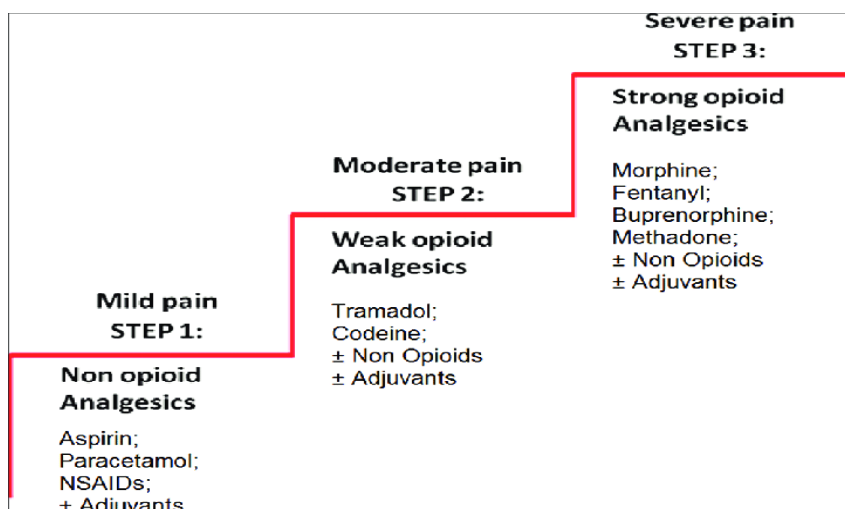 Severe pain
STEP 3:
Strong opioid
Analgesics
Morphine;
Fentanyl;
Buprenorphine;
Methadone;
± Non Opioids
± Adjuvants
Moderate pain
STEP 2:
Weak opioid
Analgesics
Tramadol;
Codeine;
± Non Opioids
± Adjuvants
Mild pain
STEP 1:
Non opioid
Analgesics
Aspirin;
Paracetamol;
NSAIDs;
± Adjuvants